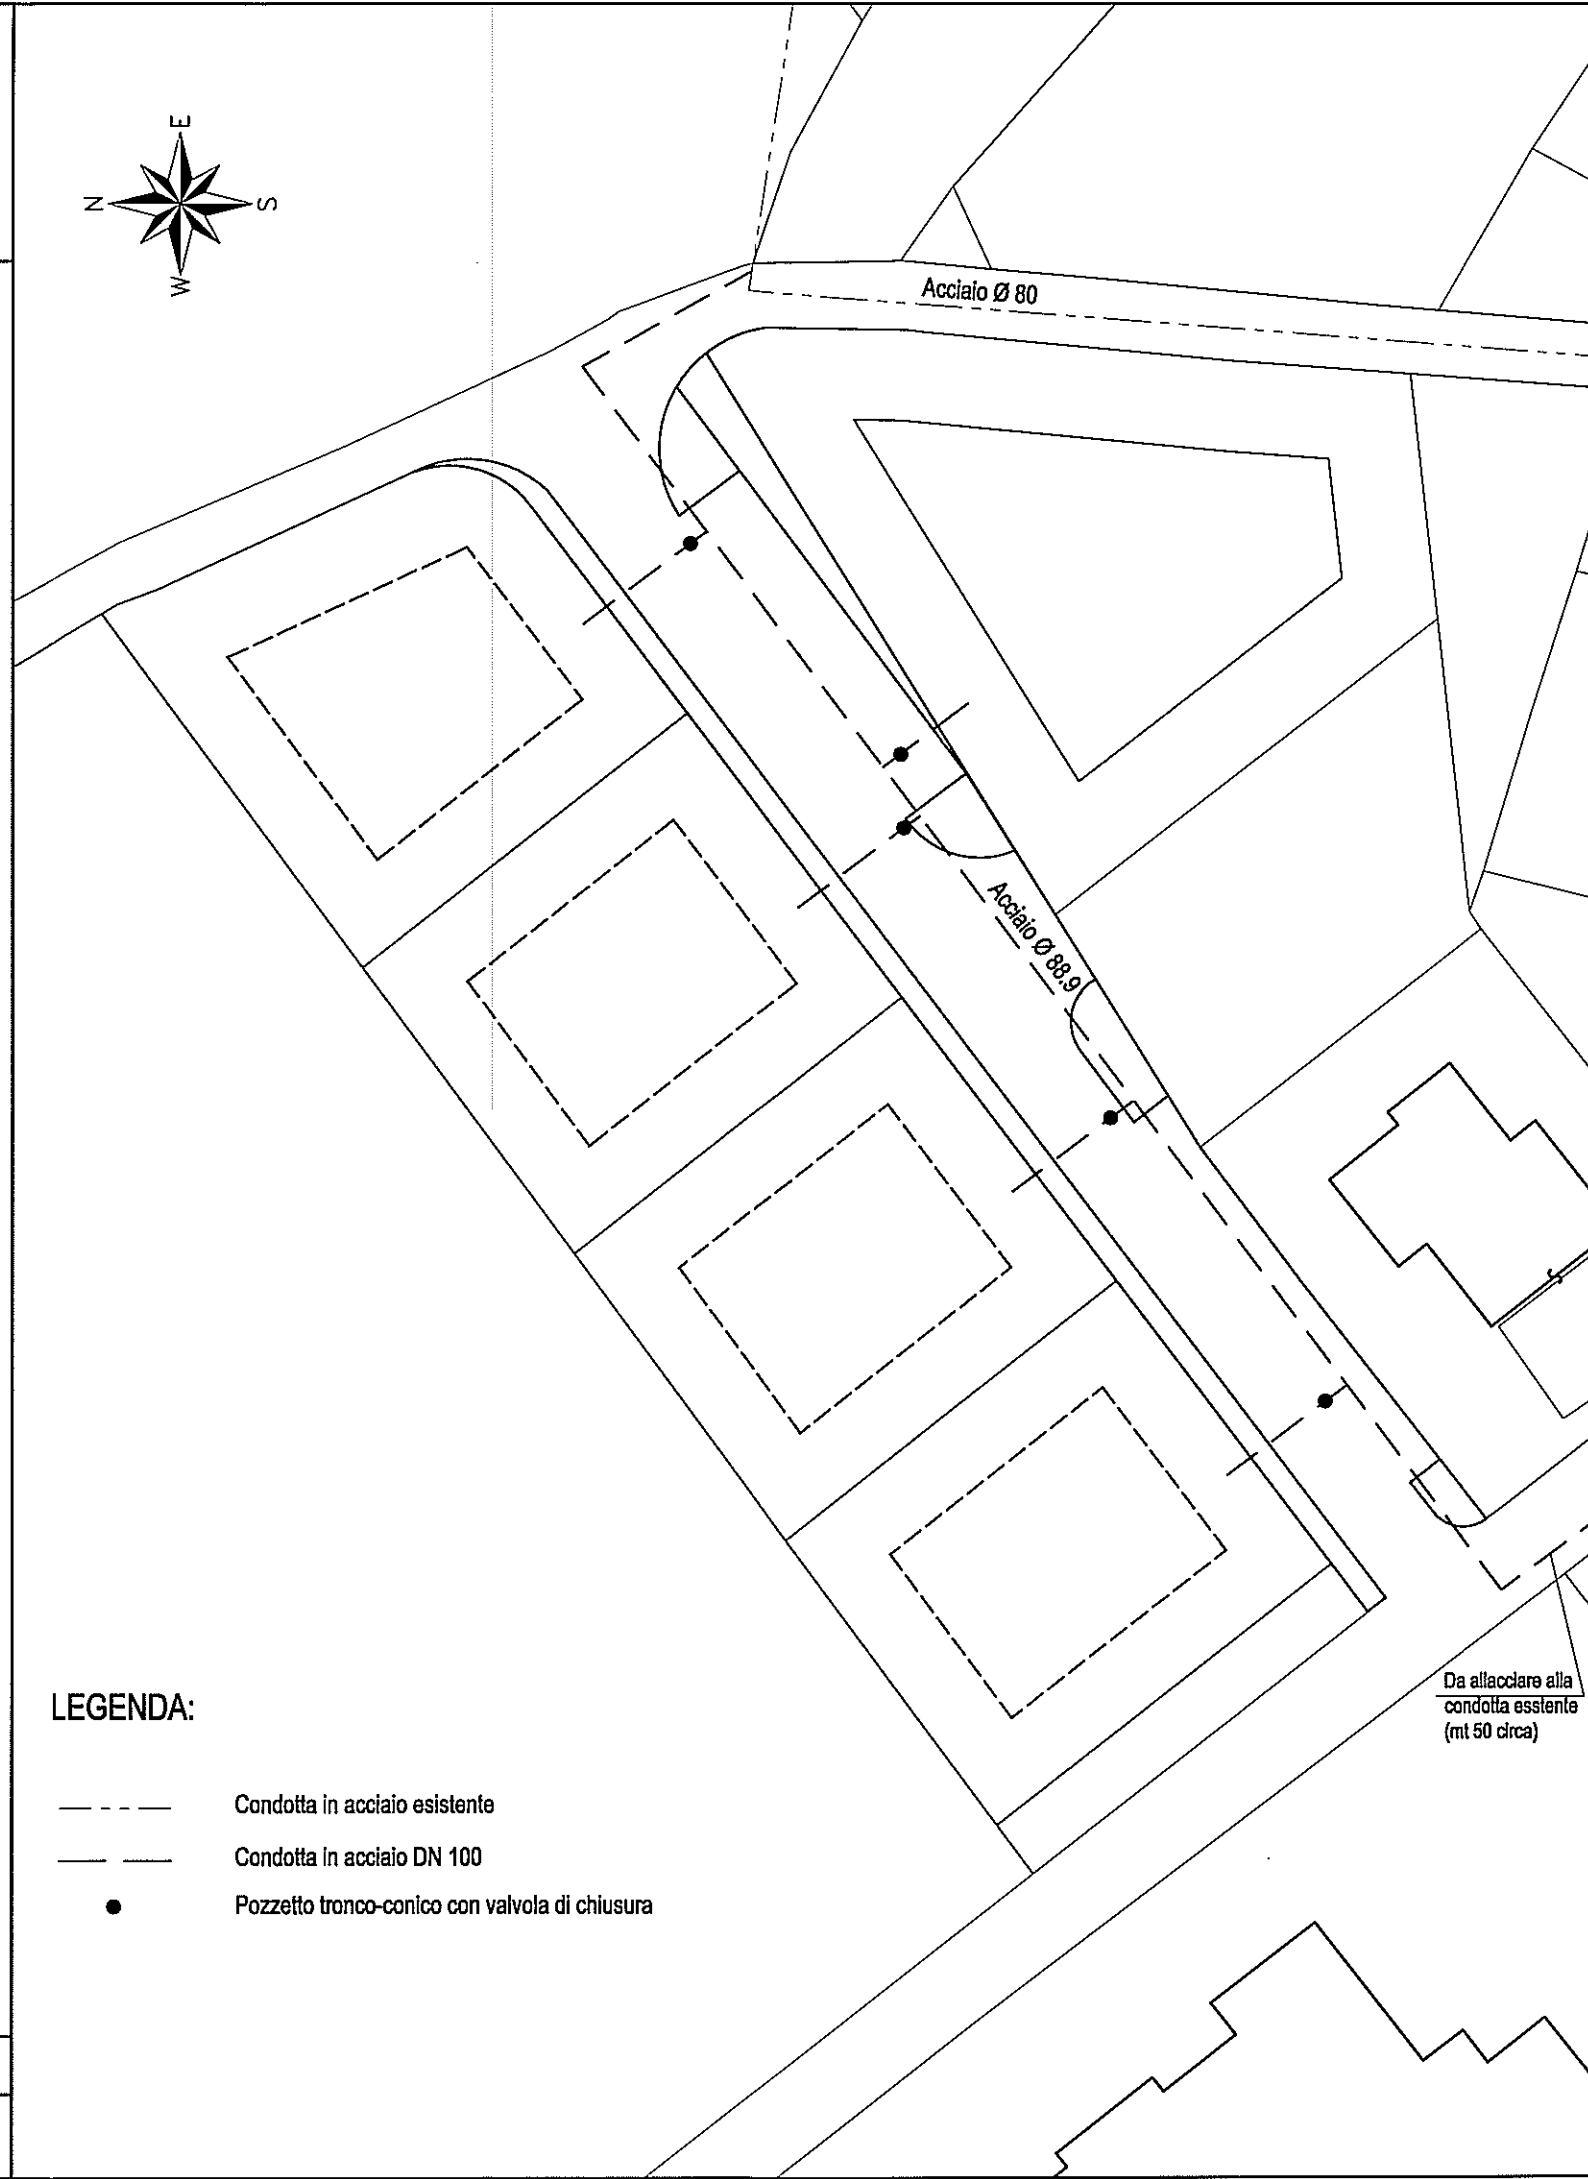 E
N
S
W
Acciaio Ø 80
Acciaio Ø 88.9
Da allacciare alla
condotta esstente
(mt 50 circa)
LEGENDA:
Condotta in acciaio esistente
Condotta in acciaio DN 100
Pozzetto tronco-conico con valvola di chiusura